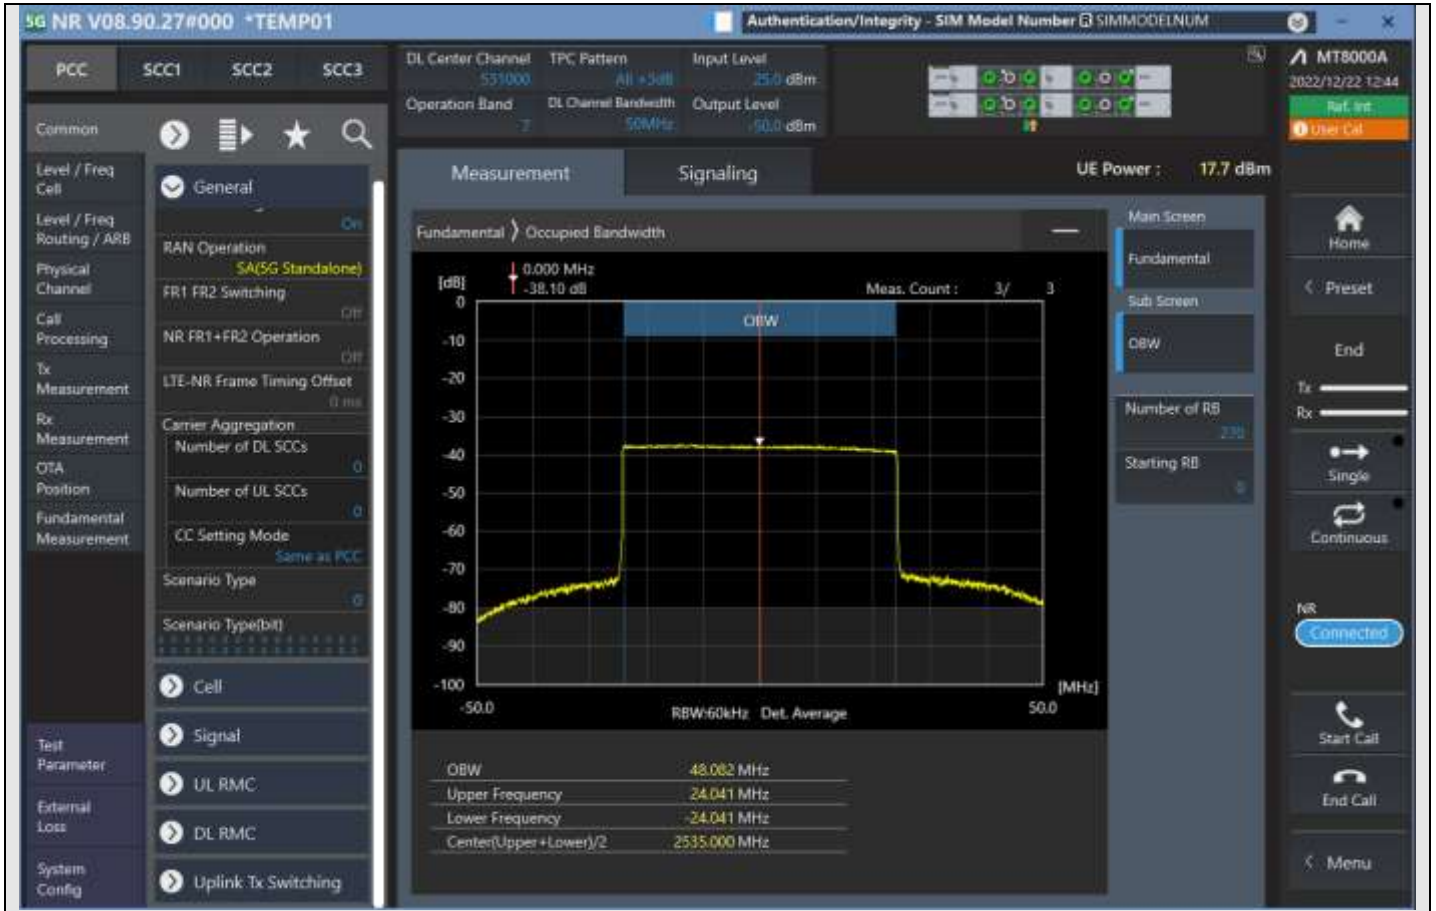 5G NR V08.90.27#000 *TEMP01
Authentication/Integrity - SIM Model Number SIMMODELNUM
PCC SCC1 SCC2 SCC3
DL Center Channel
531000
TPC Pattern
All +3dB
Input Level
25.0 dBm
Operation Band
7
DL Channel Bandwidth
50MHz
Output Level
-50.0 dBm
MT8000A
2022/12/22 12:44
Ref. Int
User Cal
Common
Level / Freq
Cell
Level / Freq
Routing / ARB
Physical
Channel
Call
Processing
Tx
Measurement
Rx
Measurement
OTA
Position
Fundamental
Measurement
Test
Parameter
External
Loss
System
Config
General
On
RAN Operation
SA(5G Standalone)
FR1 FR2 Switching
Off
NR FR1+FR2 Operation
Off
LTE-NR Frame Timing Offset
0 ms
Carrier Aggregation
Number of DL SCCs
0
Number of UL SCCs
0
CC Setting Mode
Same as PCC
Scenario Type
0
Scenario Type(bit)
Cell
Signal
UL RMC
DL RMC
Uplink Tx Switching
Measurement
Signaling
UE Power : 17.7 dBm
Fundamental Occupied Bandwidth
0.000 MHz
-38.10 dB
Meas. Count : 3/ 3
[dB]
OBW
0
-10
-20
-30
-40
-50
-60
-70
-80
-90
-100
[MHz]
-50.0
RBW:60kHz Det. Average
50.0
OBW 48.082 MHz
Upper Frequency 24.041 MHz
Lower Frequency -24.041 MHz
Center(Upper+Lower)/2 2535.000 MHz
Main Screen
Fundamental
Sub Screen
OBW
Number of RB
Starting RB
0
Home
Preset
End
Tx
Rx
Single
Continuous
NR
Connected
Start Call
End Call
Menu